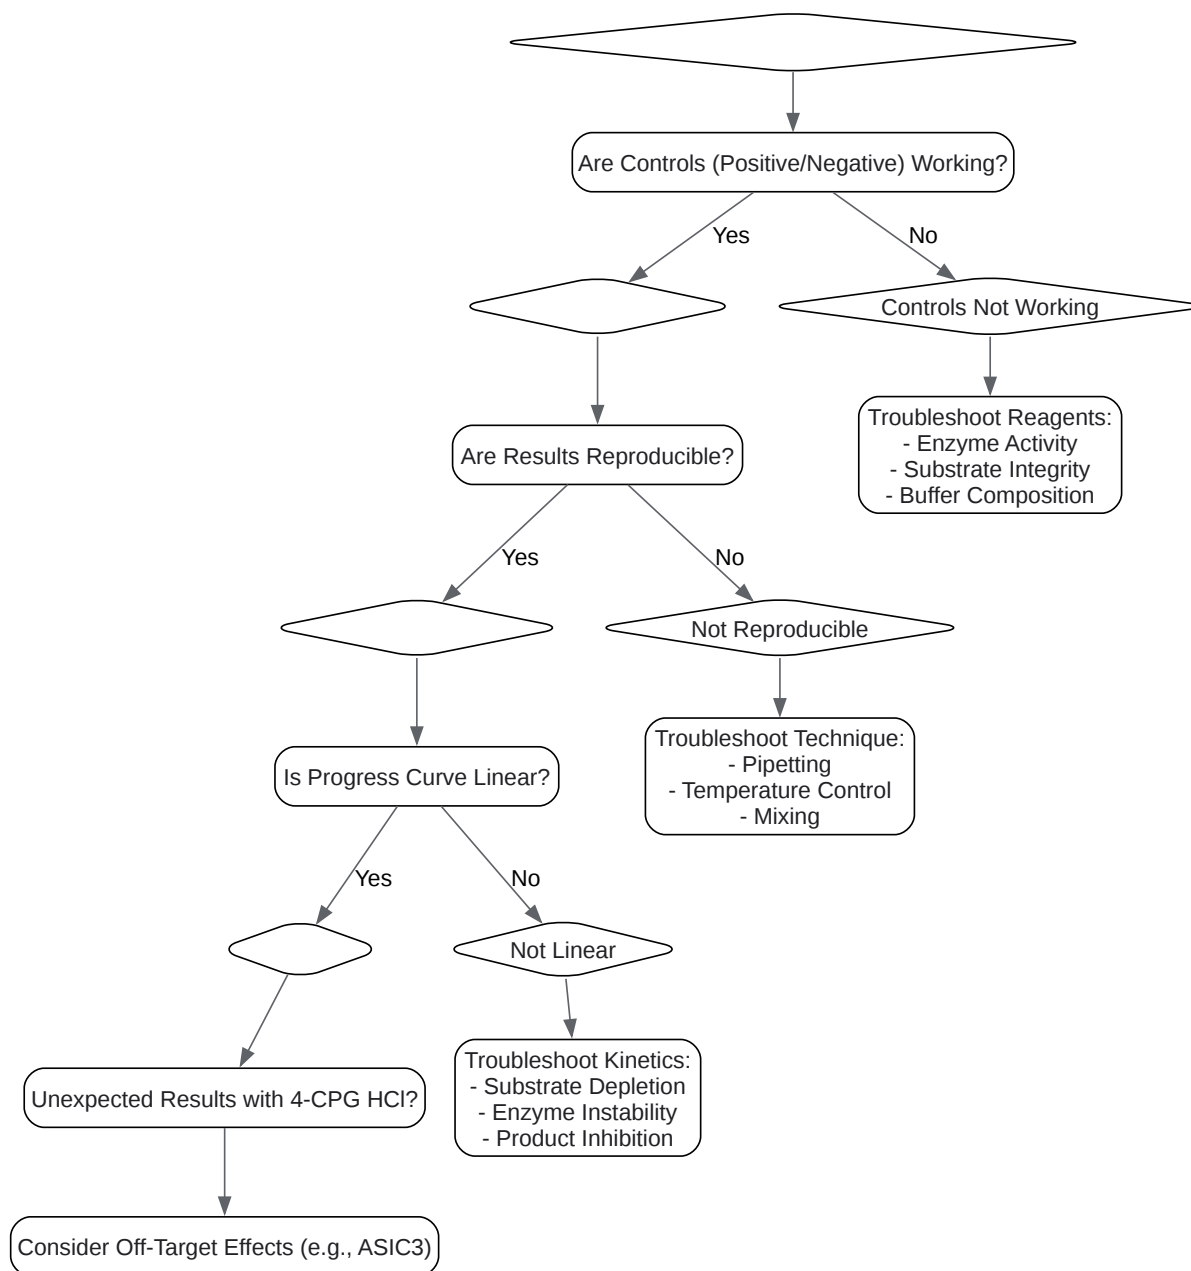 Are Controls (Positive/Negative) Working?
Yes
No
Controls Not Working
Troubleshoot Reagents:
- Enzyme Activity
- Substrate Integrity
- Buffer Composition
Are Results Reproducible?
Yes
No
Not Reproducible
Troubleshoot Technique:
- Pipetting
- Temperature Control
- Mixing
Is Progress Curve Linear?
Yes
No
Not Linear
Troubleshoot Kinetics:
- Substrate Depletion
- Enzyme Instability
- Product Inhibition
Unexpected Results with 4-CPG HCl?
Consider Off-Target Effects (e.g., ASIC3)